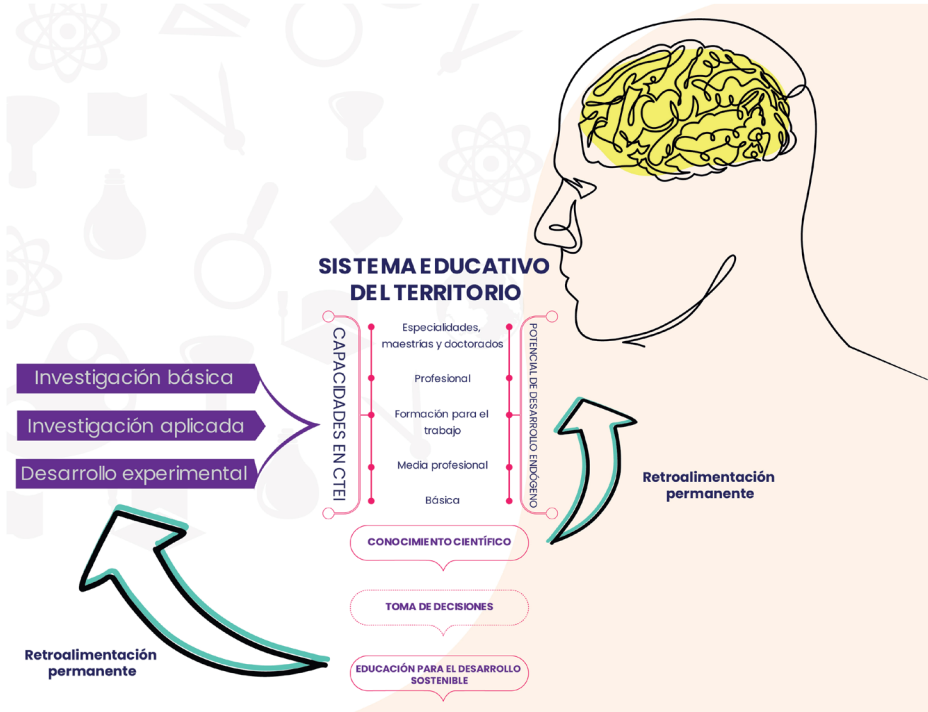 SISTEMA EDUCATIVO
DEL TERRITORIO
Investigación básica
Investigación aplicada
Desarrollo experimental
CAPACIDADES EN CTEI
Especialidades,
maestrías y doctorados
Profesional
Formación para el
trabajo
Media profesional
Básica
POTENCIAL DE DESARROLLO ENDÓGENO
Retroalimentación
permanente
CONOCIMIENTO CIENTÍFICO
TOMA DE DECISIONES
EDUCACIÓN PARA EL DESARROLLO
SOSTENIBLE
Retroalimentación
permanente